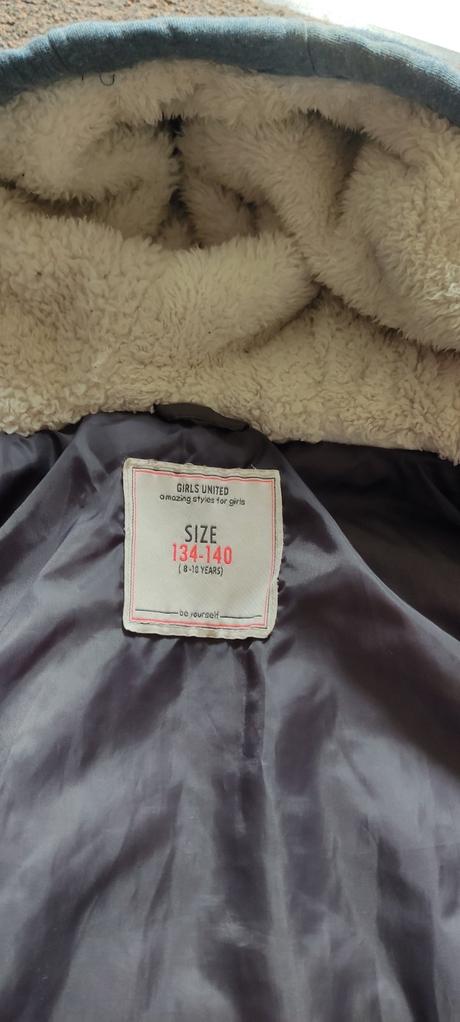 GIRLS UNITED
amazing styles for girls
SIZE
134-140
( 8-10 YEARS)
be yourself